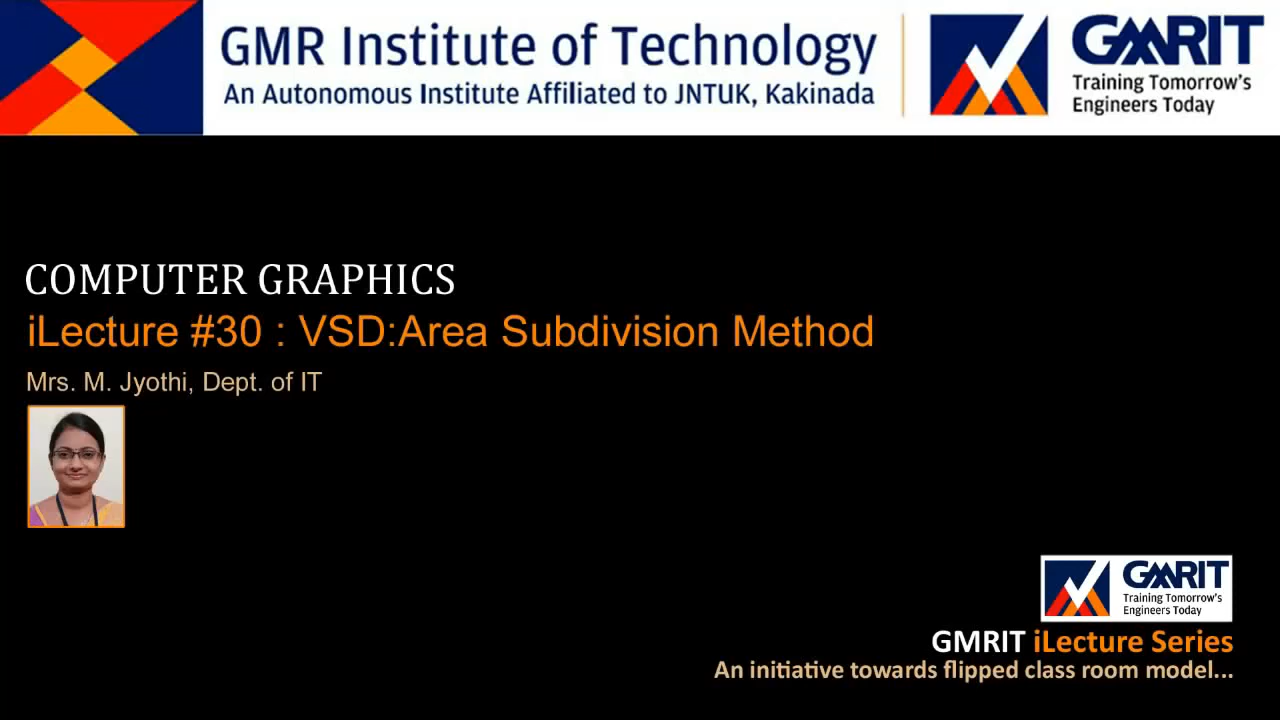 GMR Institute of Technology
An Autonomous Institute Affiliated to JNTUK, Kakinada
GMRIT
Training Tomorrow's
Engineers Today
COMPUTER GRAPHICS
iLecture #30 : VSD:Area Subdivision Method
Mrs. M. Jyothi, Dept. of IT
GMRIT
Training Tomorrow's
Engineers Today
GMRIT iLecture Series
An initiative towards flipped class room model...